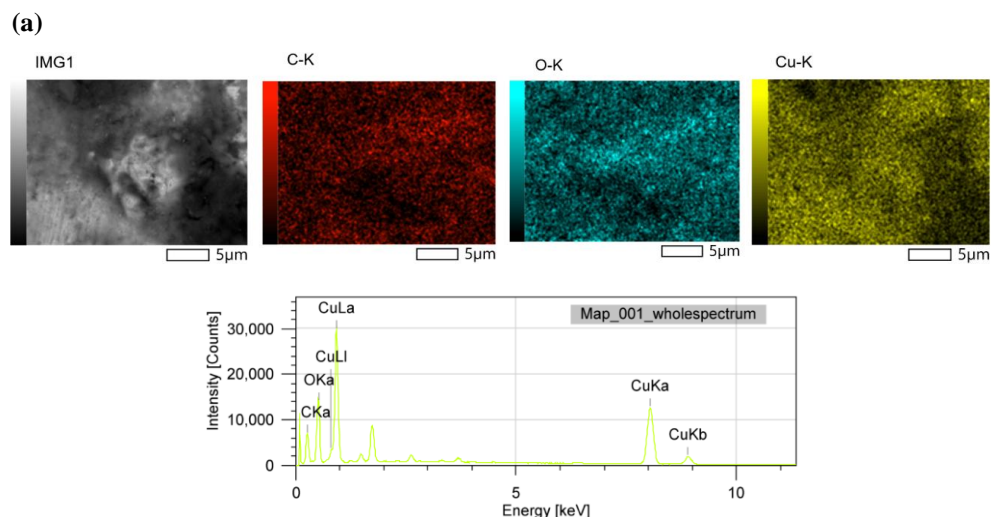 (a)
IMG1 C-K O-K Cu-K
5μm 5μm 5μm 5μm
Map_001_wholespectrum
CuLa
CuLl
OKa
CKa
CuKa
CuKb
Intensity [Counts]
30,000
20,000
10,000
0
0 5 10
Energy [keV]